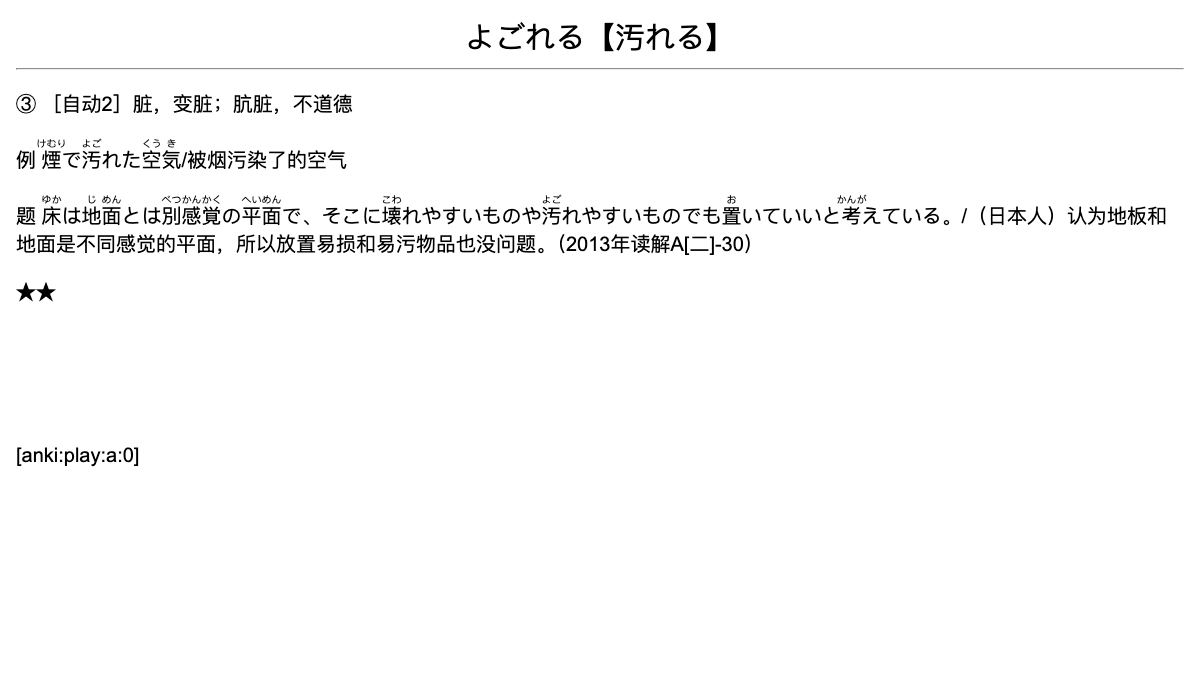 よごれる【汚れる】
③ ［自动2］脏，变脏；肮脏，不道德
けむり よご くうき
例 煙で汚れた空気/被烟污染了的空气
ゆか じめん べつかんかく へいめん こわ よご お かんが
题 床は地面とは別感覚の平面で、そこに壊れやすいものや汚れやすいものでも置いていいと考えている。/（日本人）认为地板和
地面是不同感觉的平面，所以放置易损和易污物品也没问题。（2013年读解A[二]-30）
★★
[anki:play:a:0]